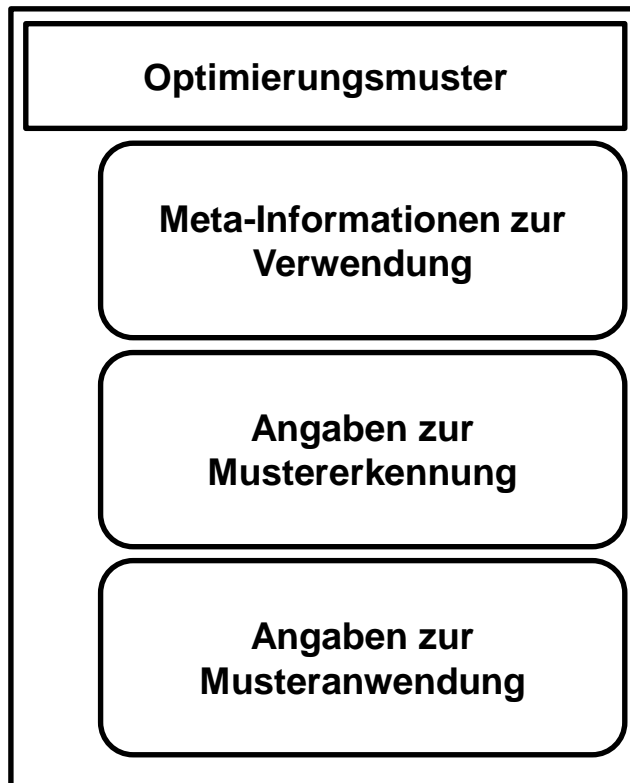 Optimierungsmuster
Meta-Informationen zur
Verwendung
Angaben zur
Mustererkennung
Angaben zur
Musteranwendung